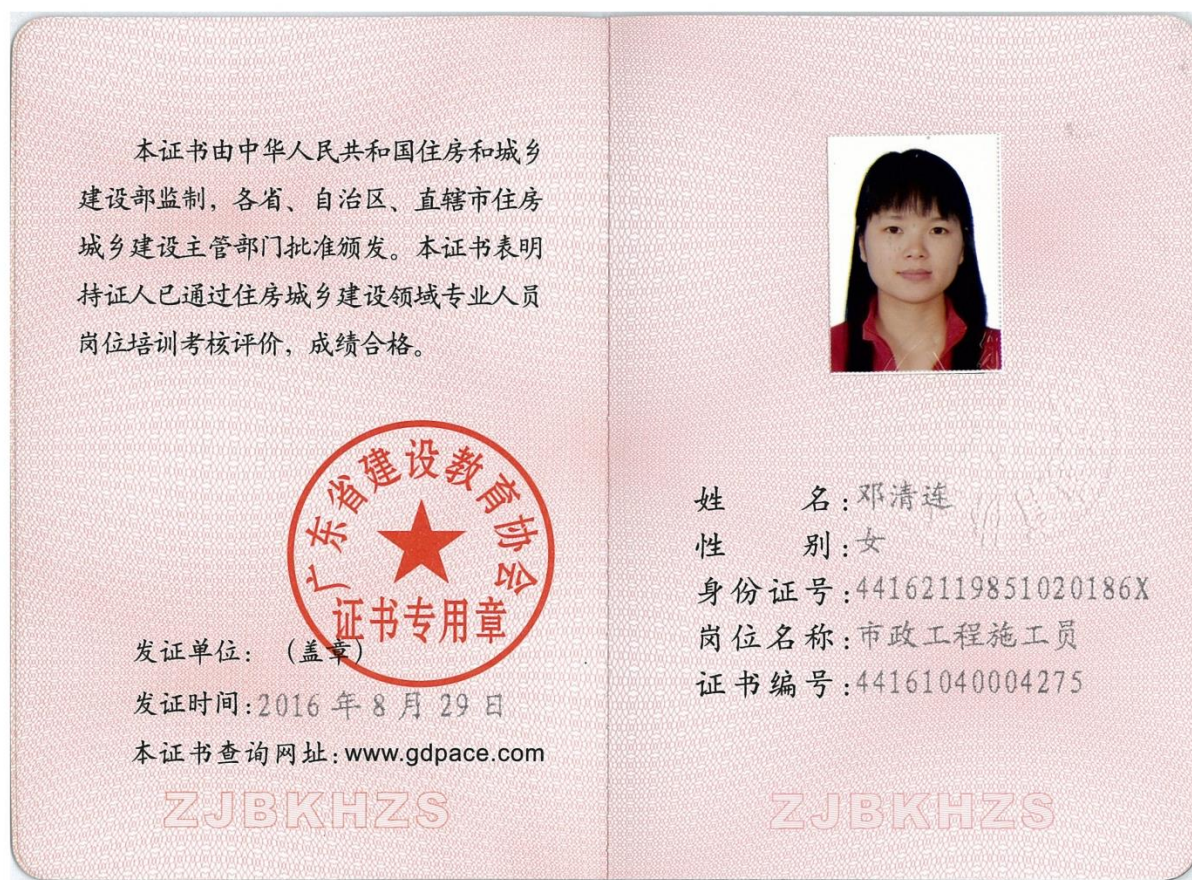 本证书由中华人民共和国住房和城乡
建设部监制，各省、自治区、直辖市住房
城乡建设主管部门批准颁发。本证书表明
持证人已通过住房城乡建设领域专业人员
岗位培训考核评价，成绩合格。
广东省建设教育协会
证书专用章
发证单位：（盖章）
发证时间:2016 年 8 月 29 日
本证书查询网址:www.gdpace.com
ZJBKHZS
姓 名:邓清连
性 别:女
身份证号:44162119851020186X
岗位名称:市政工程施工员
证书编号:44161040004275
ZJBKHZS